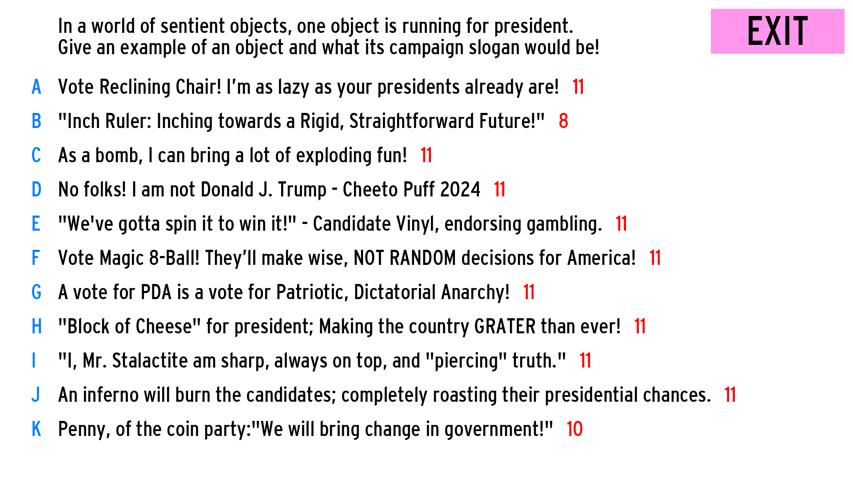 In a world of sentient objects, one object is running for president.
Give an example of an object and what its campaign slogan would be!
EXIT
A Vote Reclining Chair! I'm as lazy as your presidents already are! 11
B "Inch Ruler: Inching towards a Rigid, Straightforward Future!" 8
C As a bomb, I can bring a lot of exploding fun! 11
D No folks! I am not Donald J. Trump - Cheeto Puff 2024 11
E "We've gotta spin it to win it!" - Candidate Vinyl, endorsing gambling. 11
F Vote Magic 8-Ball! They'll make wise, NOT RANDOM decisions for America! 11
G A vote for PDA is a vote for Patriotic, Dictatorial Anarchy! 11
H "Block of Cheese" for president; Making the country GRATER than ever! 11
I "I, Mr. Stalactite am sharp, always on top, and "piercing" truth." 11
J An inferno will burn the candidates; completely roasting their presidential chances. 11
K Penny, of the coin party:"We will bring change in government!" 10